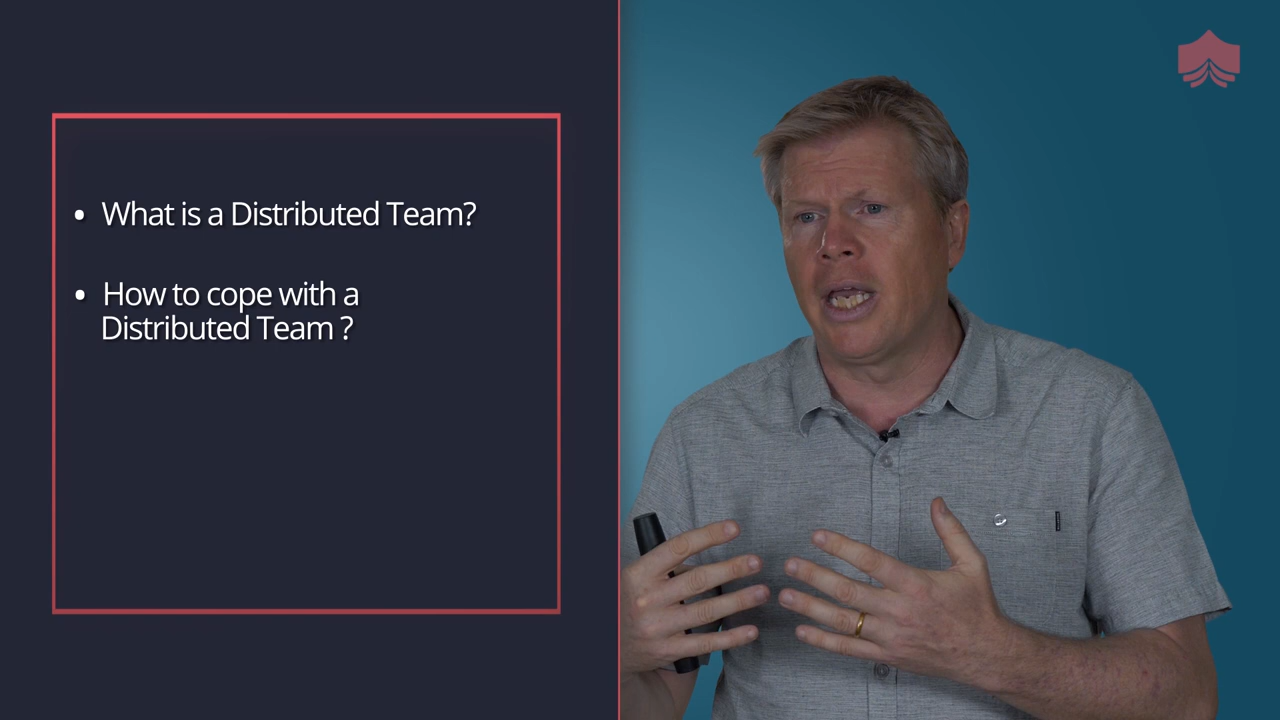 • What is a Distributed Team?
• How to cope with a
Distributed Team ?